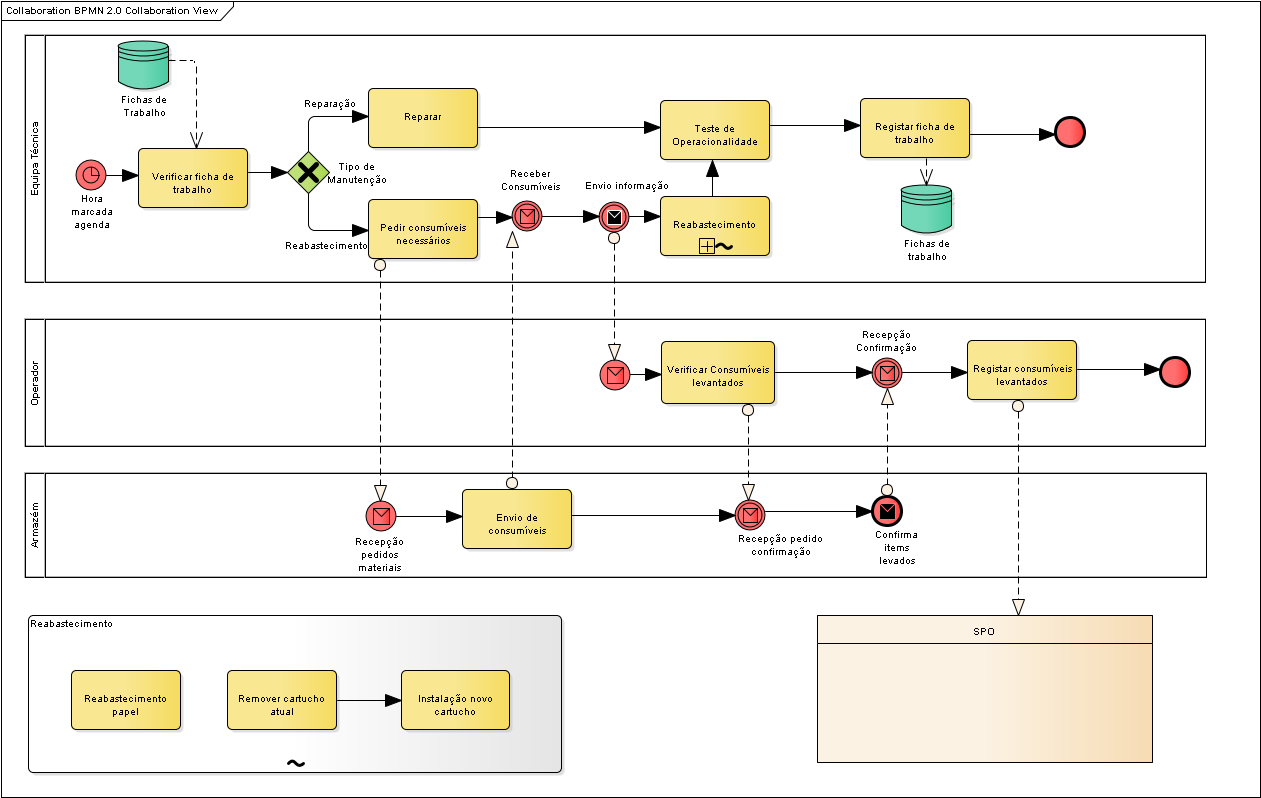 Collaboration BPMN 2.0 Collaboration View
Equipa Técnica
Fichas de
Trabalho
Hora
marcada
agenda
Verificar ficha de
trabalho
Reparação
Tipo de
Manutenção
Reabastecimento
Reparar
Pedir consumíveis
necessários
Receber
Consumíveis
Envio informação
Teste de
Operacionalidade
Reabastecimento
Registar ficha de
trabalho
Fichas de
trabalho
Operador
Verificar Consumíveis
levantados
Recepção
Confirmação
Registar consumíveis
levantados
Armazém
Recepção
pedidos
materiais
Envio de
consumíveis
Recepção pedido
confirmação
Confirma
items
levados
Reabastecimento
Reabastecimento
papel
Remover cartucho
atual
Instalação novo
cartucho
SPO